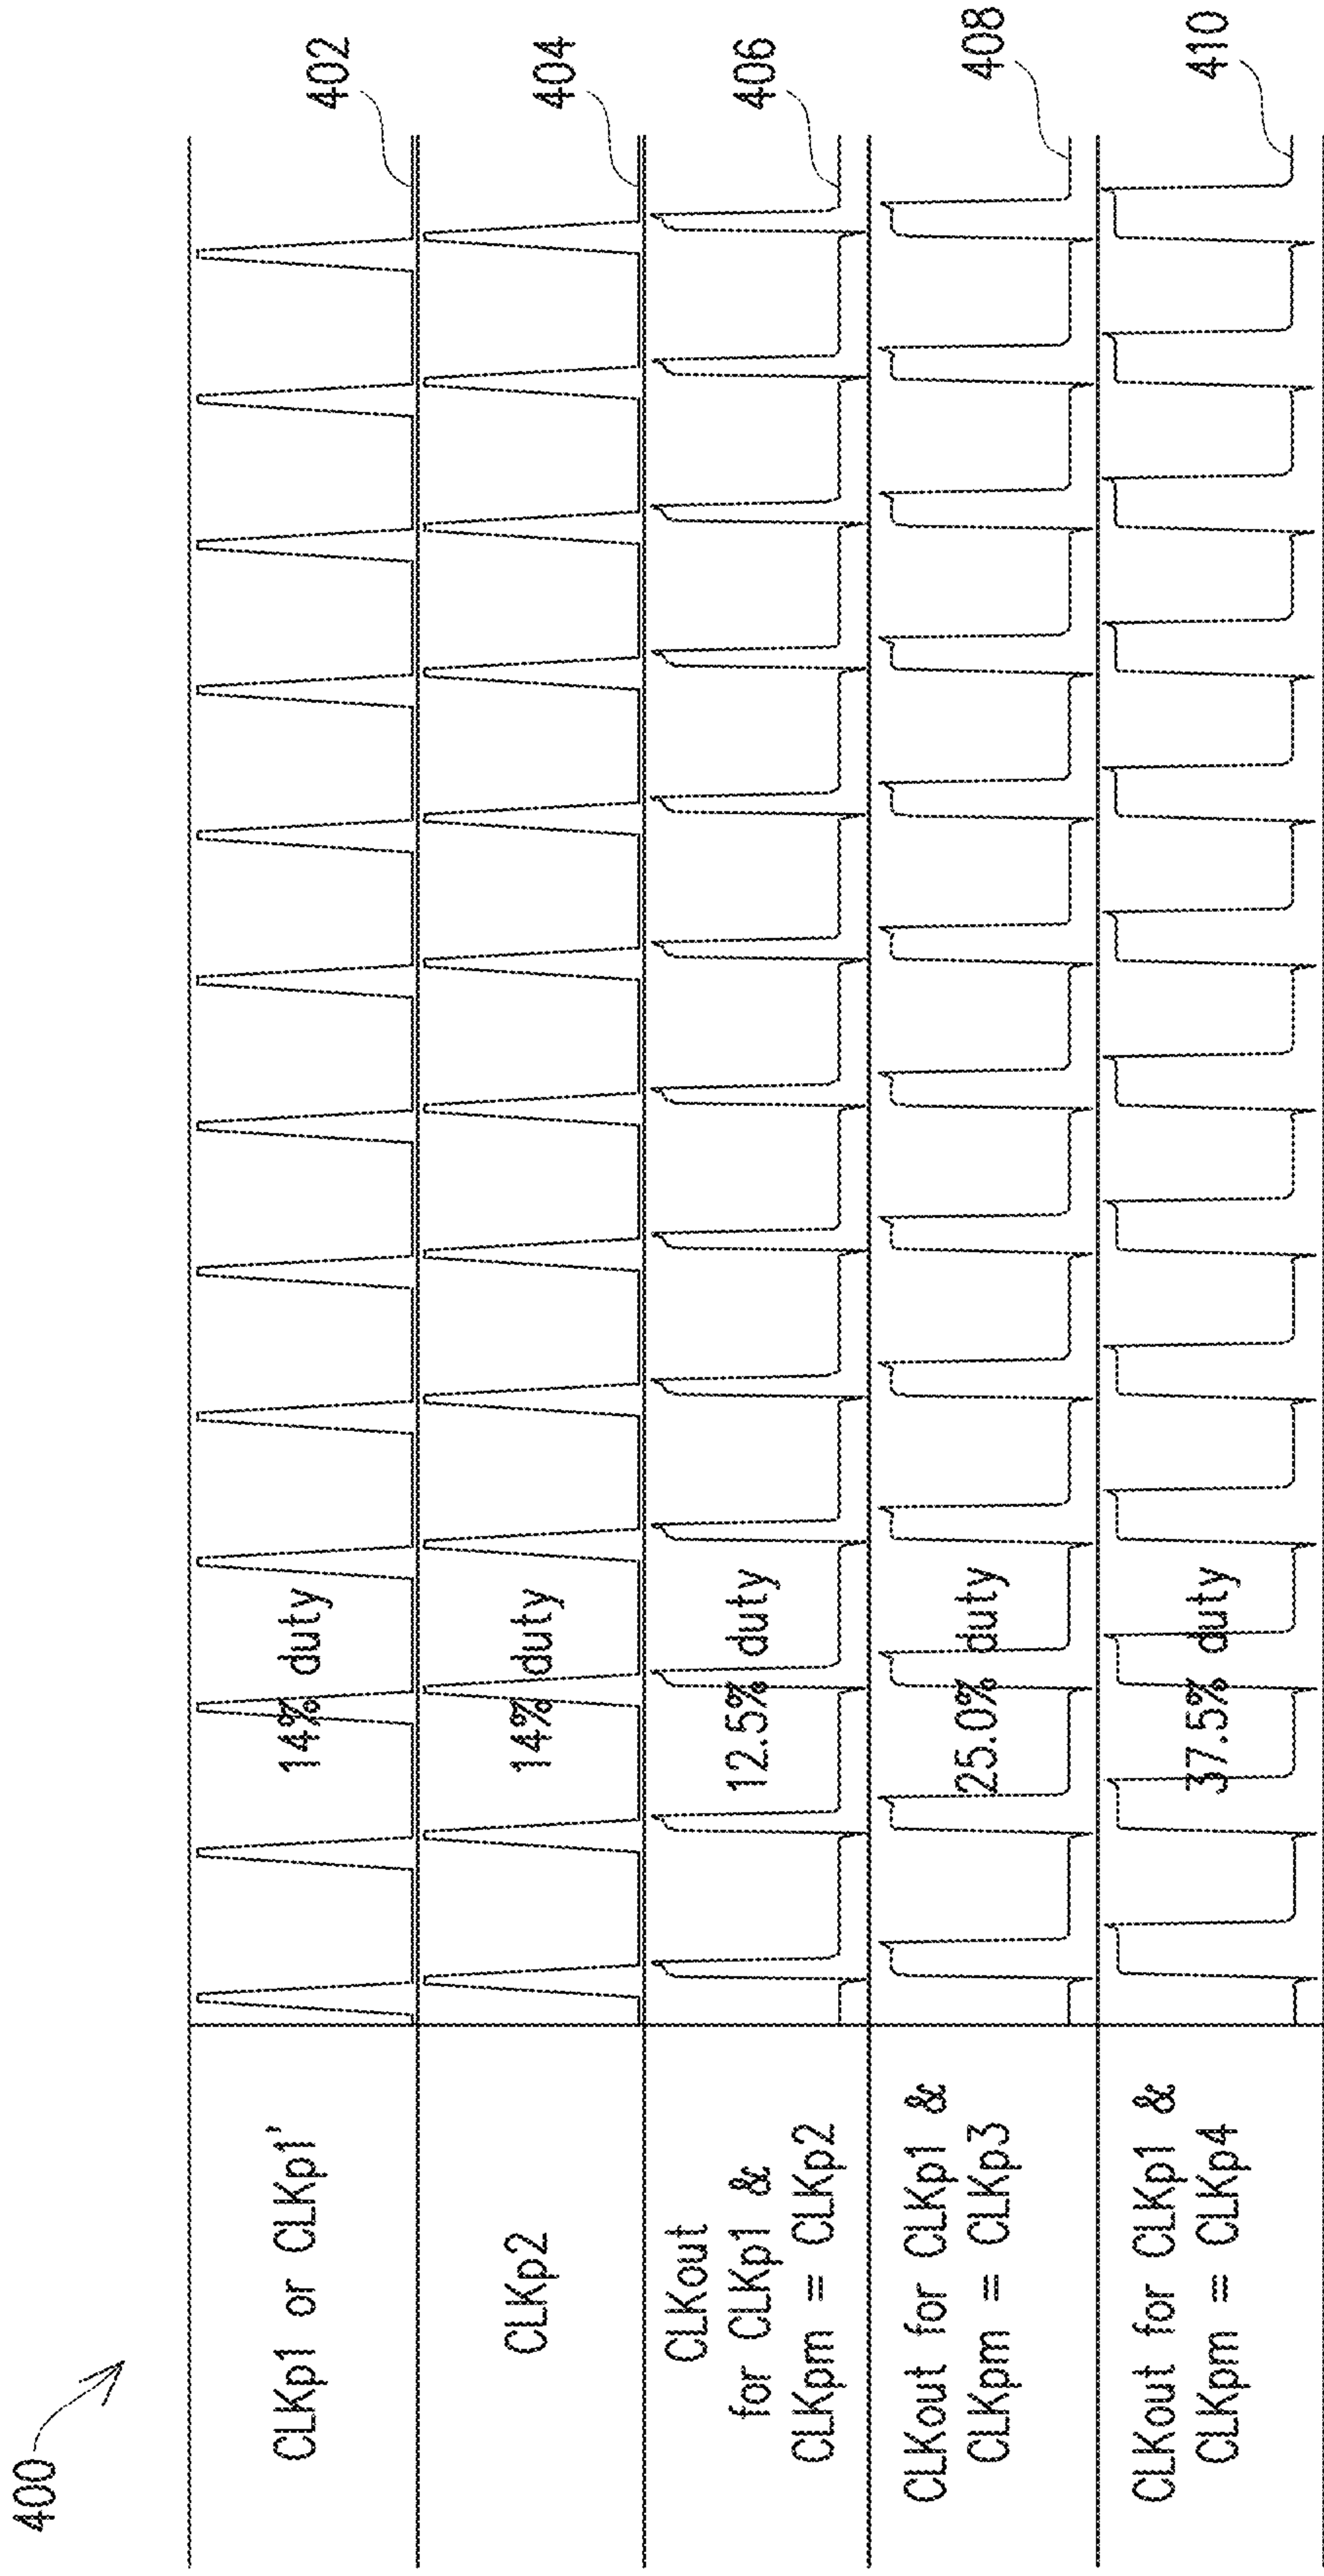 400
CLKp1 or CLKp1'
14% duty
402
CLKp2
14% duty
404
CLKout
for CLKp1 &
CLKpm = CLKp2
12.5% duty
406
CLKout for CLKp1 &
CLKpm = CLKp3
25.0% duty
408
CLKout for CLKp1 &
CLKpm = CLKp4
37.5% duty
410